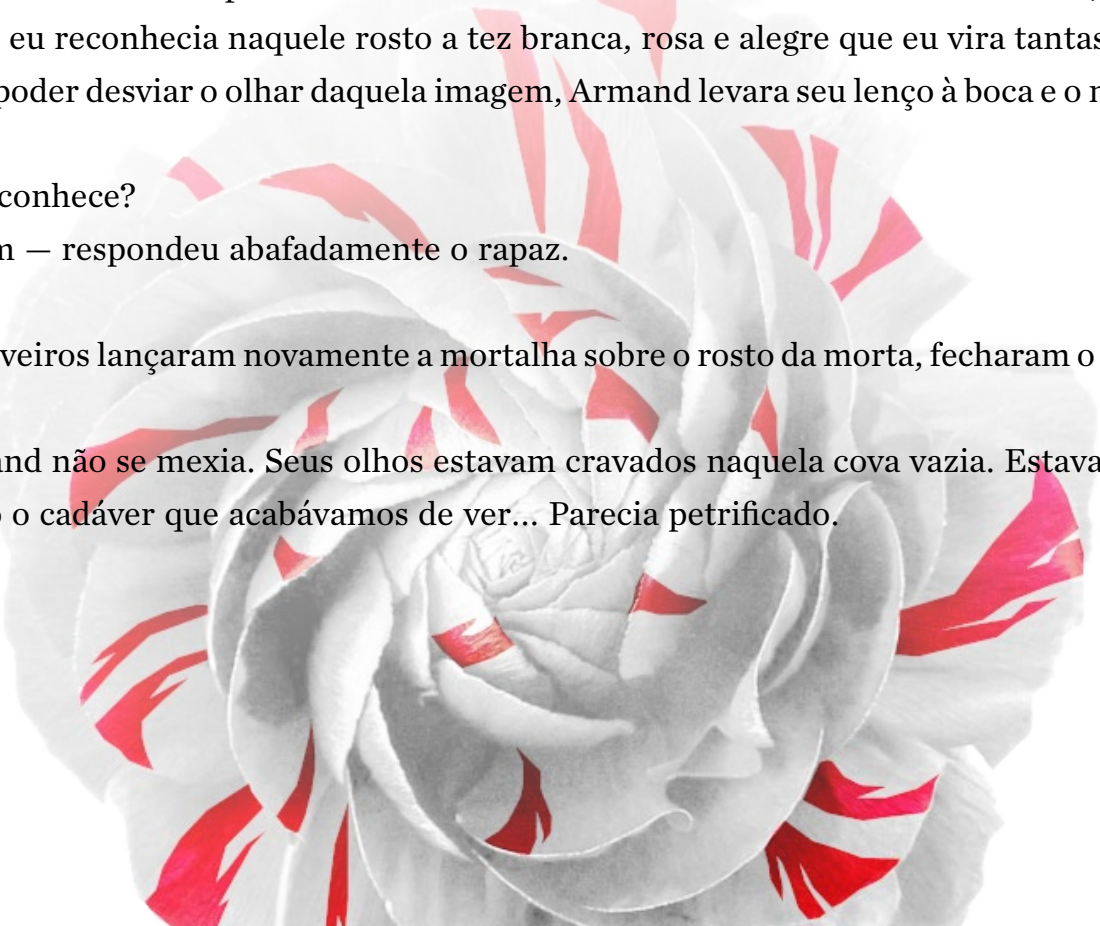 eu reconhecia naquele rosto a tez branca, rosa e alegre que eu vira tantas
poder desviar o olhar daquela imagem, Armand levara seu lenço à boca e o
conhece?
— respondeu abafadamente o rapaz.
veiros lançaram novamente a mortalha sobre o rosto da morta, fecharam o
and não se mexia. Seus olhos estavam cravados naquela cova vazia. Estava
o cadáver que acabávamos de ver... Parecia petrificado.